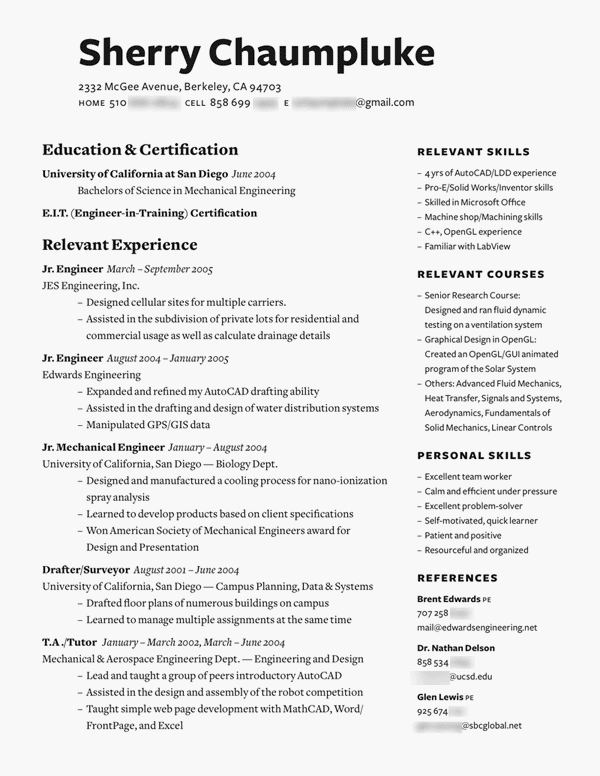 Sherry Chaumpluke
2332 McGee Avenue, Berkeley, CA 94703
HOME 510 CELL 858 699 E @gmail.com
Education & Certification
University of California at San Diego June 2004
Bachelors of Science in Mechanical Engineering
E.I.T. (Engineer-in-Training) Certification
Relevant Experience
Jr. Engineer March – September 2005
JES Engineering, Inc.
– Designed cellular sites for multiple carriers.
– Assisted in the subdivision of private lots for residential and
commercial usage as well as calculate drainage details
Jr. Engineer August 2004 – January 2005
Edwards Engineering
– Expanded and refined my AutoCAD drafting ability
– Assisted in the drafting and design of water distribution systems
– Manipulated GPS/GIS data
Jr. Mechanical Engineer January – August 2004
University of California, San Diego — Biology Dept.
– Designed and manufactured a cooling process for nano-ionization
spray analysis
– Learned to develop products based on client specifications
– Won American Society of Mechanical Engineers award for
Design and Presentation
Drafter/Surveyor August 2001 – June 2004
University of California, San Diego — Campus Planning, Data & Systems
– Drafted floor plans of numerous buildings on campus
– Learned to manage multiple assignments at the same time
T.A./Tutor January – March 2002, March – June 2004
Mechanical & Aerospace Engineering Dept. — Engineering and Design
– Lead and taught a group of peers introductory AutoCAD
– Assisted in the design and assembly of the robot competition
– Taught simple web page development with MathCAD, Word/
FrontPage, and Excel
RELEVANT SKILLS
– 4 yrs of AutoCAD/LDD experience
– Pro-E/Solid Works/Inventor skills
– Skilled in Microsoft Office
– Machine shop/Machining skills
– C++, OpenGL experience
– Familiar with LabView
RELEVANT COURSES
– Senior Research Course:
Designed and ran fluid dynamic
testing on a ventilation system
– Graphical Design in OpenGL:
Created an OpenGL/GUI animated
program of the Solar System
– Others: Advanced Fluid Mechanics,
Heat Transfer, Signals and Systems,
Aerodynamics, Fundamentals of
Solid Mechanics, Linear Controls
PERSONAL SKILLS
– Excellent team worker
– Calm and efficient under pressure
– Excellent problem-solver
– Self-motivated, quick learner
– Patient and positive
– Resourceful and organized
REFERENCES
Brent Edwards PE
707 258
mail@edwardsengineering.net
Dr. Nathan Delson
858 534
@ucsd.edu
Glen Lewis PE
925 674
@sbcglobal.net